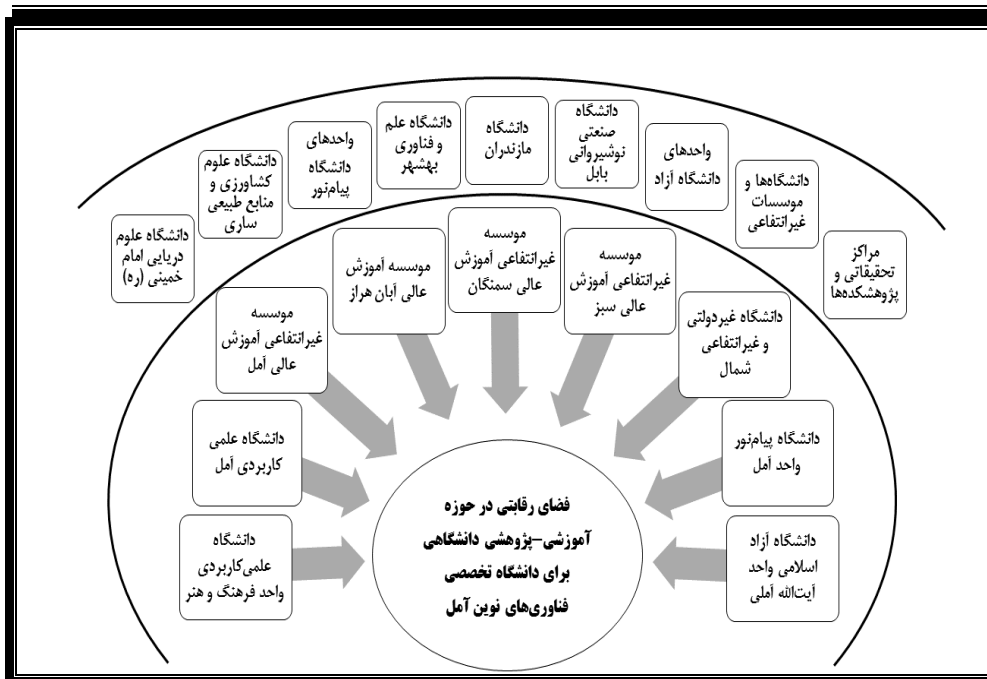 دانشگاه
مازندران
دانشگاه
صنعتی
نوشیروانی
بابل
دانشگاه علم
و فناوری
بهشهر
واحدهای
دانشگاه آزاد
واحدهای
دانشگاه
پیام‌نور
دانشگاه‌ها و
موسسات
غیرانتفاعی
دانشگاه علوم
کشاورزی و
منابع طبیعی
ساری
مراکز
تحقیقاتی و
پژوهشکده‌ها
دانشگاه علوم
دریایی امام
خمینی (ره)
موسسه
غیرانتفاعی آموزش
عالی سمنگان
موسسه
غیرانتفاعی آموزش
عالی سبز
موسسه آموزش
عالی آبان هراز
دانشگاه غیردولتی
و غیرانتفاعی
شمال
موسسه
غیرانتفاعی آموزش
عالی آمل
دانشگاه پیام‌نور
واحد آمل
دانشگاه علمی
کاربردی آمل
دانشگاه آزاد
اسلامی واحد
آیت‌الله آملی
دانشگاه
علمی‌کاربردی
واحد فرهنگ و هنر
فضای رقابتی در حوزه
آموزشی-پژوهشی دانشگاهی
برای دانشگاه تخصصی
فناوری‌های نوین آمل